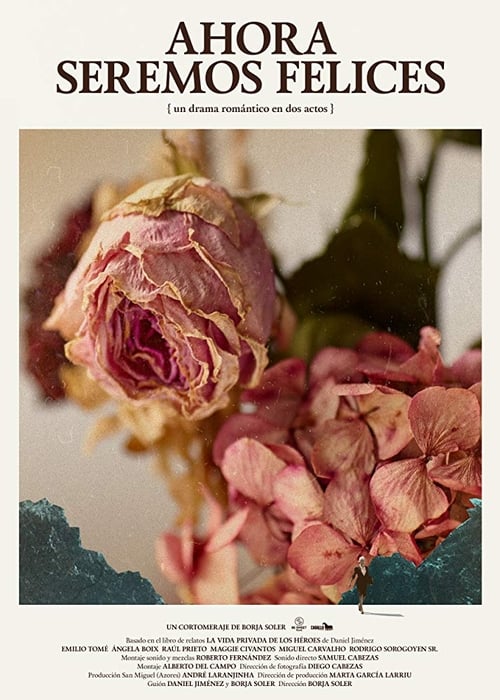 AHORA
SEREMOS FELICES
{ un drama romántico en dos actos }
UN CORTOMERAJE DE BORJA SOLER
Basado en el libro de relatos LA VIDA PRIVADA DE LOS HÉROES de Daniel Jiménez
EMILIO TOMÉ ÁNGELA BOIX RAÚL PRIETO MAGGIE CIVANTOS MIGUEL CARVALHO RODRIGO SOROGOYEN SR.
Montaje sonido y mezclas ROBERTO FERNÁNDEZ Sonido directo SAMUEL CABEZAS
Montaje ALBERTO DEL CAMPO Dirección de fotografía DIEGO CABEZAS
Producción San Miguel (Azores) ANDRÉ LARANJINHA Dirección de producción MARTA GARCÍA LARRIU
Guión DANIEL JIMÉNEZ y BORJA SOLER Dirección BORJA SOLER